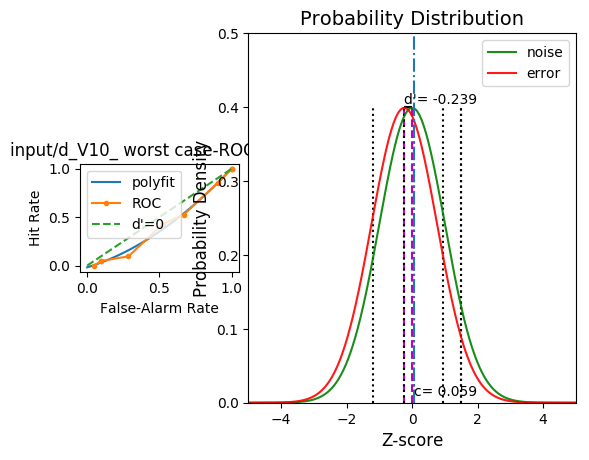 Probability Distribution
input/d_V10_ worst case-ROC
Hit Rate
1.0
0.5
0.0
polyfit
ROC
d'=0
0.0
0.5
1.0
False-Alarm Rate
Probability Density
0.5
0.4
0.3
0.2
0.1
0.0
noise
error
d'= -0.239
c= 0.059
−4
−2
0
2
4
Z-score